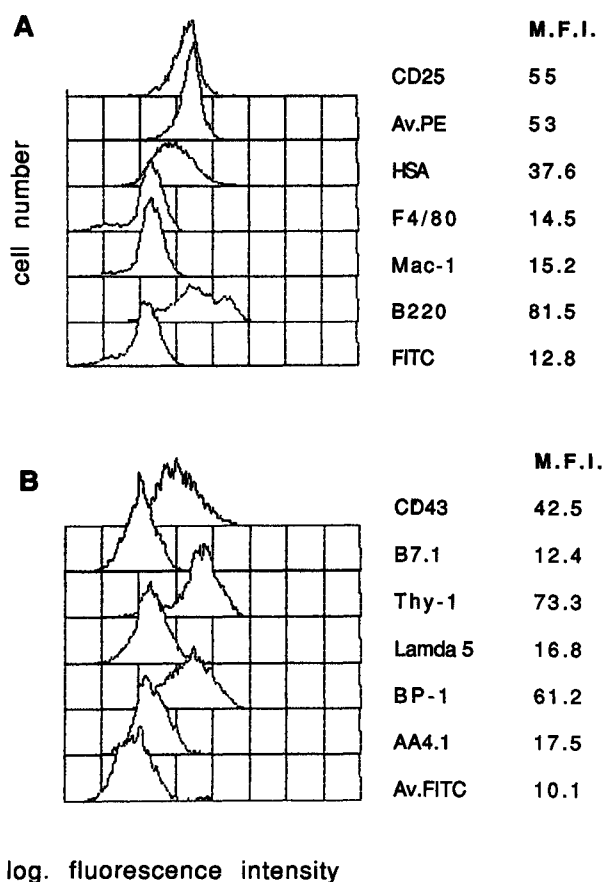 A
M.F.I.
CD25 55
Av.PE 53
HSA 37.6
F4/80 14.5
Mac-1 15.2
B220 81.5
FITC 12.8
cell number
B
M.F.I.
CD43 42.5
B7.1 12.4
Thy-1 73.3
Lamda 5 16.8
BP-1 61.2
AA4.1 17.5
Av.FITC 10.1
log. fluorescence intensity